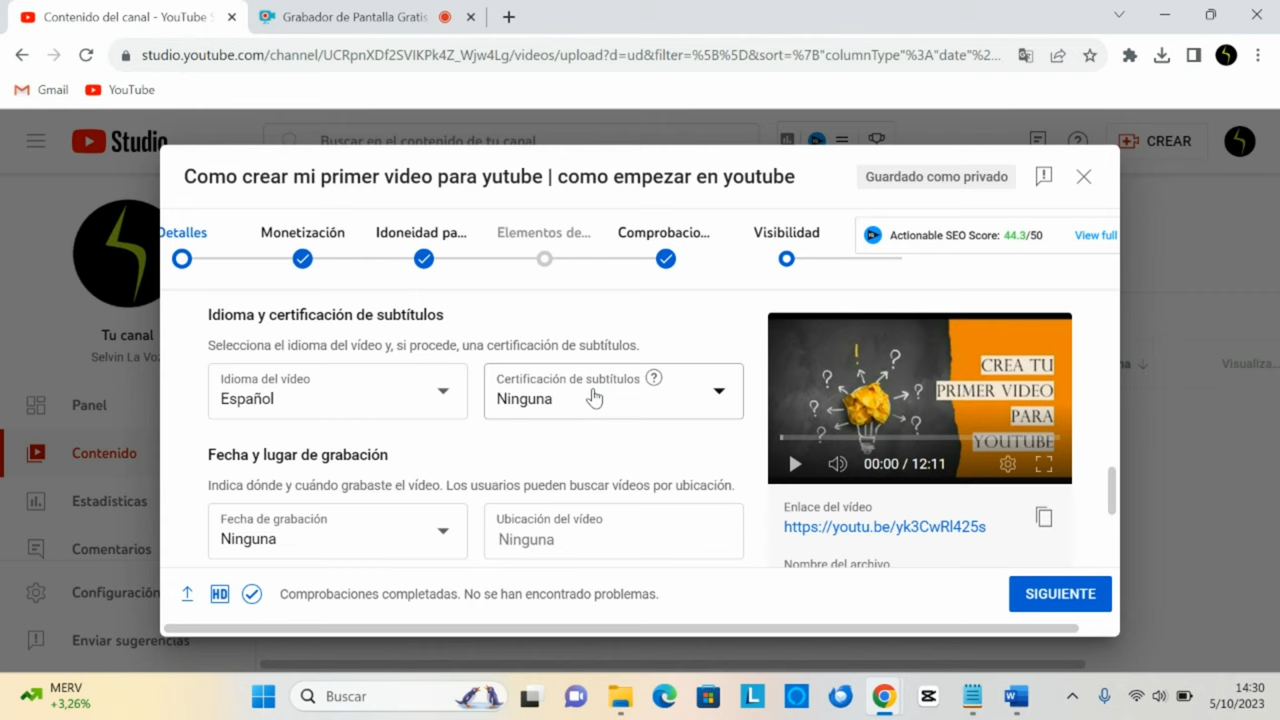 Contenido del canal - YouTube S
Grabador de Pantalla Gratis
studio.youtube.com/channel/UCRpnXDf2SVIKPk4Z_Wjw4Lg/videos/upload?d=ud&filter=%5B%5D&sort=%7B"columnType"%3A"date"%2...
Gmail
YouTube
Studio
Buscar en el contenido de tu canal
CREAR
Como crear mi primer video para yutube | como empezar en youtube
Guardado como privado
Detalles
Monetización
Idoneidad pa...
Elementos de...
Comprobacio...
Visibilidad
Actionable SEO Score: 44.3/50
View full
Idioma y certificación de subtítulos
Selecciona el idioma del vídeo y, si procede, una certificación de subtítulos.
Idioma del vídeo
Español
Certificación de subtítulos
Ninguna
Fecha y lugar de grabación
Indica dónde y cuándo grabaste el vídeo. Los usuarios pueden buscar vídeos por ubicación.
Fecha de grabación
Ninguna
Ubicación del vídeo
Ninguna
CREA TU
PRIMER VIDEO
PARA
YOUTUBE
00:00 / 12:11
Enlace del vídeo
https://youtu.be/yk3CwRl425s
Nombre del archivo
HD
Comprobaciones completadas. No se han encontrado problemas.
SIGUIENTE
Tu canal
Selvin La Vo
Panel
Contenido
Estadísticas
Comentarios
Configuración
Enviar sugerencias
Visualiza...
MERV
+3,26%
Buscar
14:30
5/10/2023